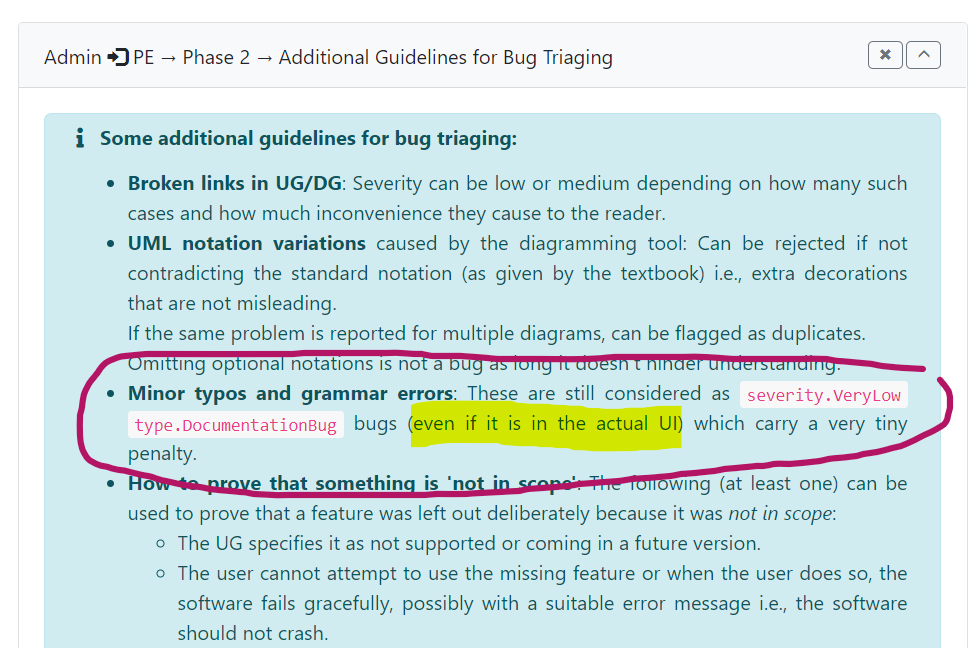 Admin PE → Phase 2 → Additional Guidelines for Bug Triaging
Some additional guidelines for bug triaging:
• Broken links in UG/DG: Severity can be low or medium depending on how many such
cases and how much inconvenience they cause to the reader.
• UML notation variations caused by the diagramming tool: Can be rejected if not
contradicting the standard notation (as given by the textbook) i.e., extra decorations
that are not misleading.
If the same problem is reported for multiple diagrams, can be flagged as duplicates.
Omitting optional notations is not a bug as long it doesn't hinder understanding.
• Minor typos and grammar errors: These are still considered as severity.VeryLow
type.DocumentationBug bugs (even if it is in the actual UI) which carry a very tiny
penalty.
• How to prove that something is 'not in scope': The following (at least one) can be
used to prove that a feature was left out deliberately because it was not in scope:
◦ The UG specifies it as not supported or coming in a future version.
◦ The user cannot attempt to use the missing feature or when the user does so, the
software fails gracefully, possibly with a suitable error message i.e., the software
should not crash.